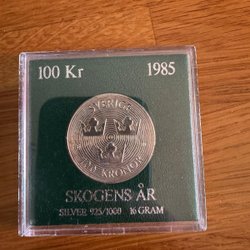 100 Kr 1985
SVERIGE
100 KRONOR
SKOGENS ÅR
SILVER 925/1000 16 GRAM